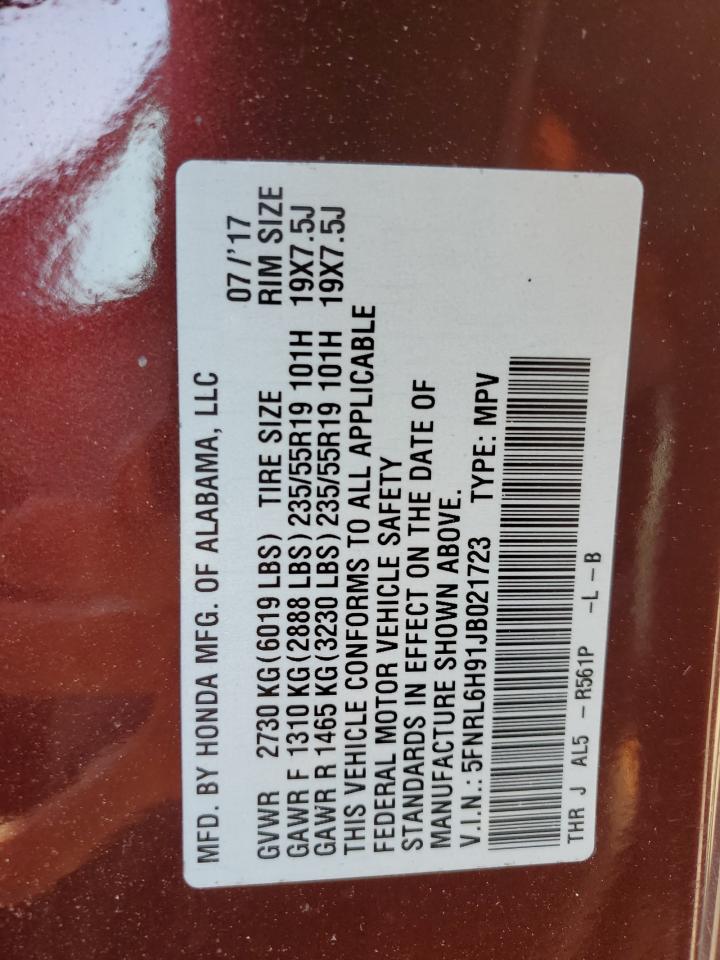 MFD. BY HONDA MFG. OF ALABAMA, LLC
07/'17
GVWR 2730 KG(6019 LBS) TIRE SIZE RIM SIZE
GAWR F 1310 KG(2888 LBS)235/55R19 101H 19X7.5J
GAWR R 1465 KG(3230 LBS)235/55R19 101H 19X7.5J
THIS VEHICLE CONFORMS TO ALL APPLICABLE
FEDERAL MOTOR VEHICLE SAFETY
STANDARDS IN EFFECT ON THE DATE OF
MANUFACTURE SHOWN ABOVE.
V.I.N.:5FNRL6H91JB021723 TYPE: MPV
THR J AL5 - R561P -L-B